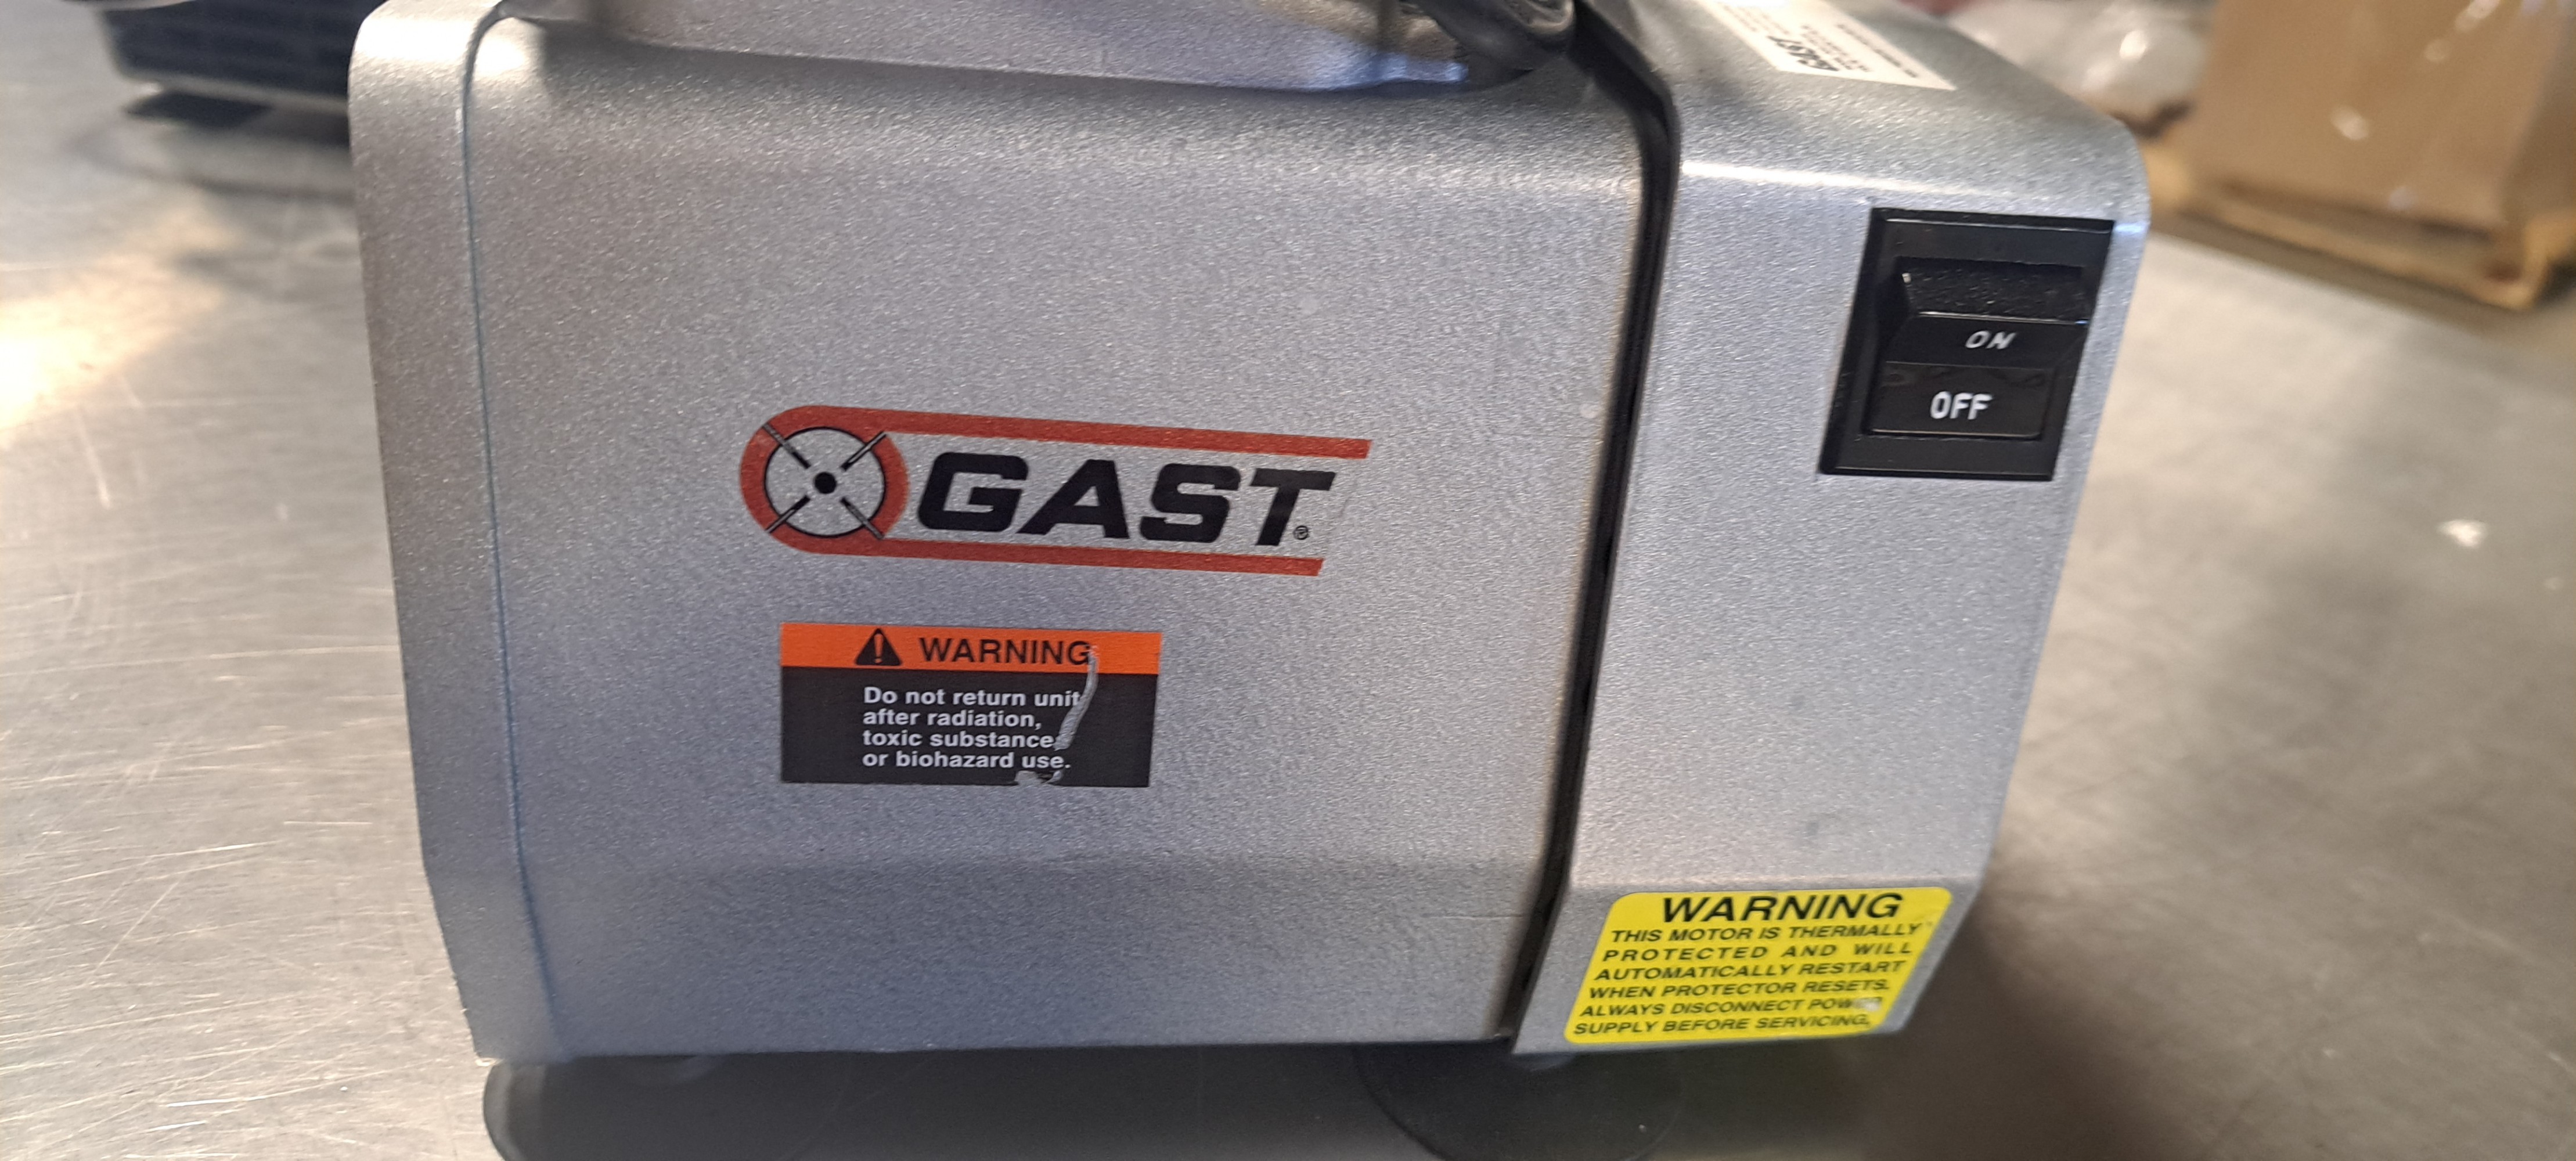 ON
OFF
GAST®
WARNING
Do not return unit
after radiation,
toxic substance
or biohazard use.
WARNING
THIS MOTOR IS THERMALLY
PROTECTED AND WILL
AUTOMATICALLY RESTART
WHEN PROTECTOR RESETS.
ALWAYS DISCONNECT POWER
SUPPLY BEFORE SERVICING.